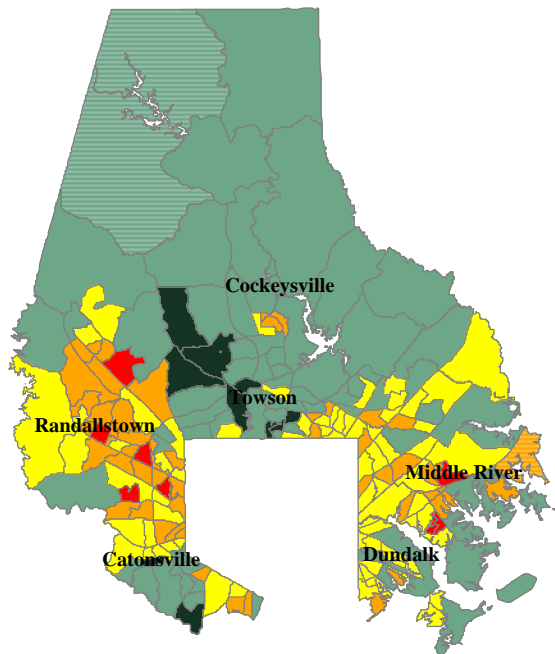 Cockeysville
Towson
Randallstown
Middle River
Catonsville
Dundalk